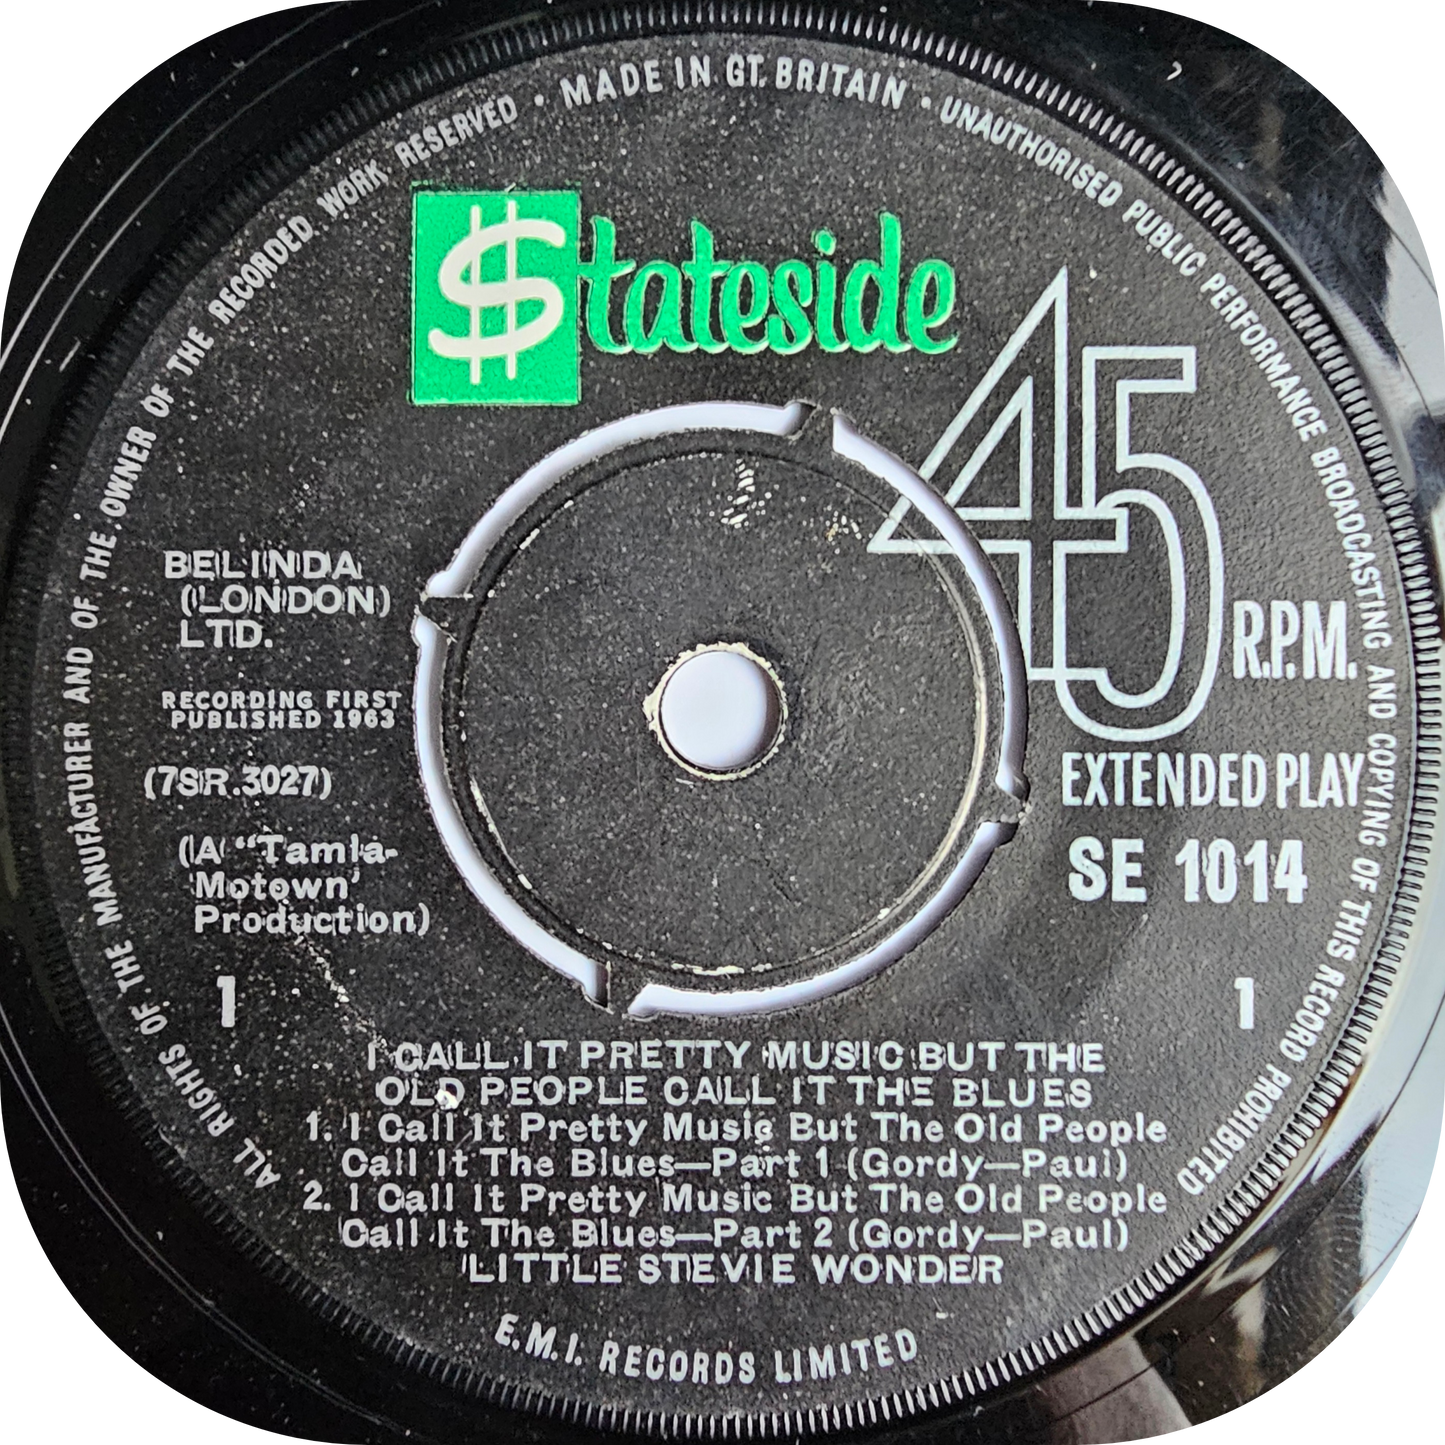 ALL RIGHTS OF THE MANUFACTURER AND OF THE OWNER OF THE RECORDED WORK RESERVED • MADE IN GT. BRITAIN • UNAUTHORISED PUBLIC PERFORMANCE BROADCASTING AND COPYING OF THIS RECORD PROHIBITED
$tateside
45
R.P.M.
BELINDA
(LONDON)
LTD.
RECORDING FIRST
PUBLISHED 1963
(7SR.3027)
EXTENDED PLAY
SE 1014
(A "Tamla-
Motown'
Production)
1
1
I CALL IT PRETTY MUSIC BUT THE
OLD PEOPLE CALL IT THE BLUES
1. I Call It Pretty Music But The Old People
Call It The Blues—Part 1 (Gordy—Paul)
2. I Call It Pretty Music But The Old People
Call It The Blues—Part 2 (Gordy—Paul)
LITTLE STEVIE WONDER
E.M.I. RECORDS LIMITED